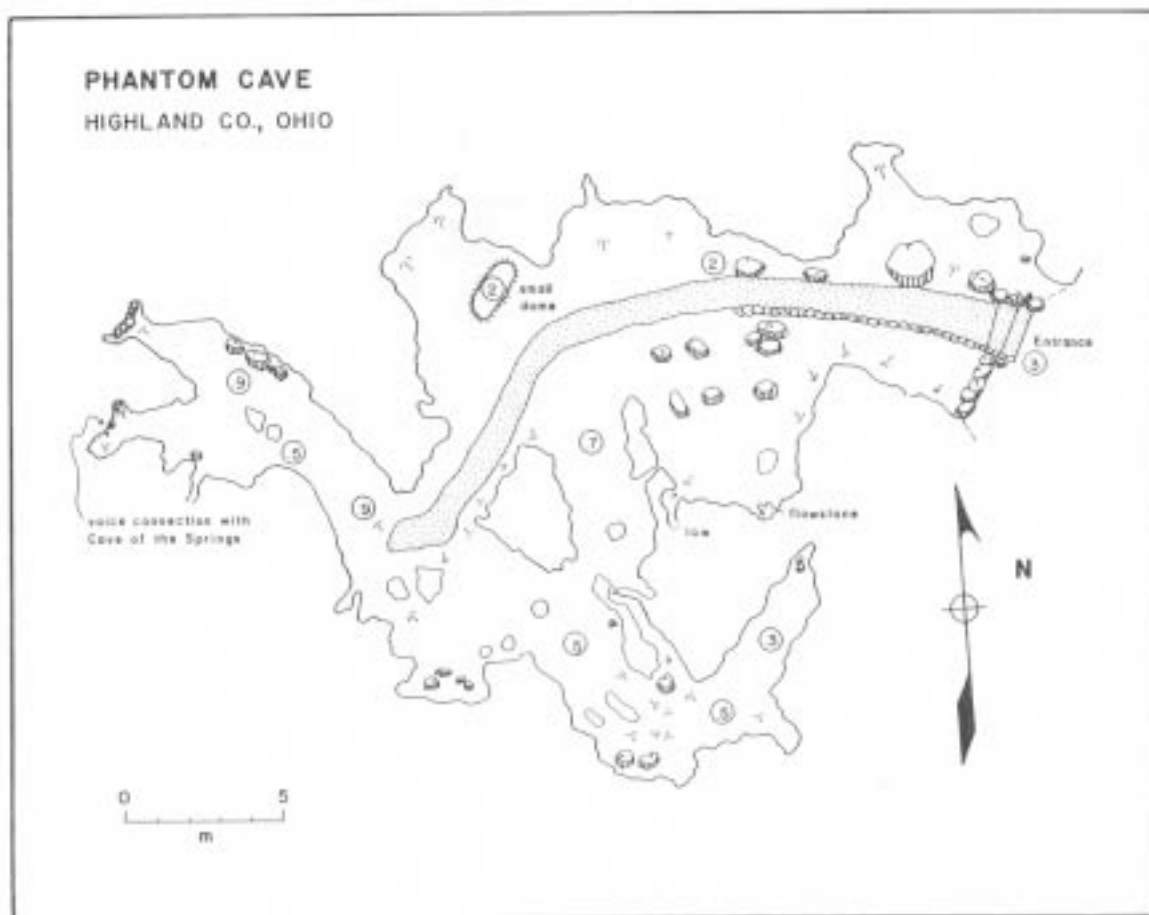 PHANTOM CAVE
HIGHLAND CO., OHIO
2
2
small
dome
Entrance
3
.9
.5
.7
.9
voice connection with
Cave of the Springs
flowstone
low
N
.5
.3
.5
0 5
m